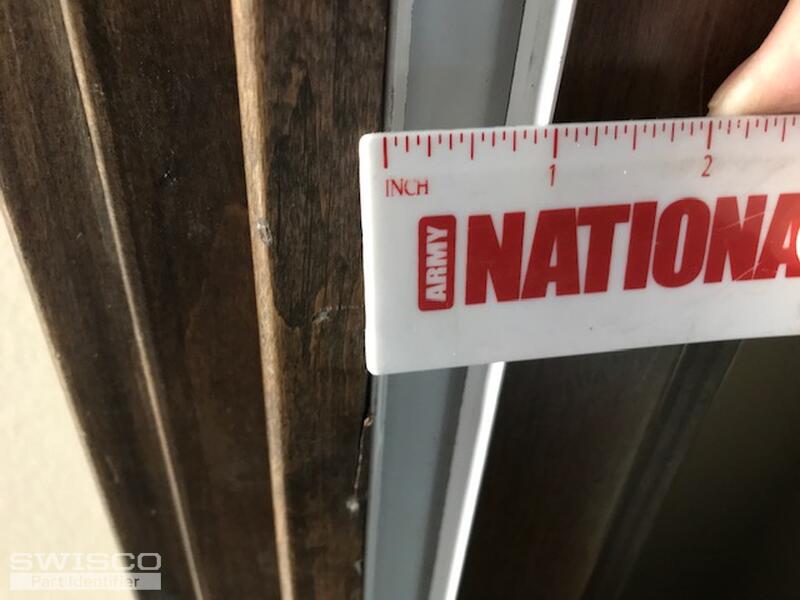 1
2
INCH
ARMY
NATIONA
SWISCO
Part Identifier